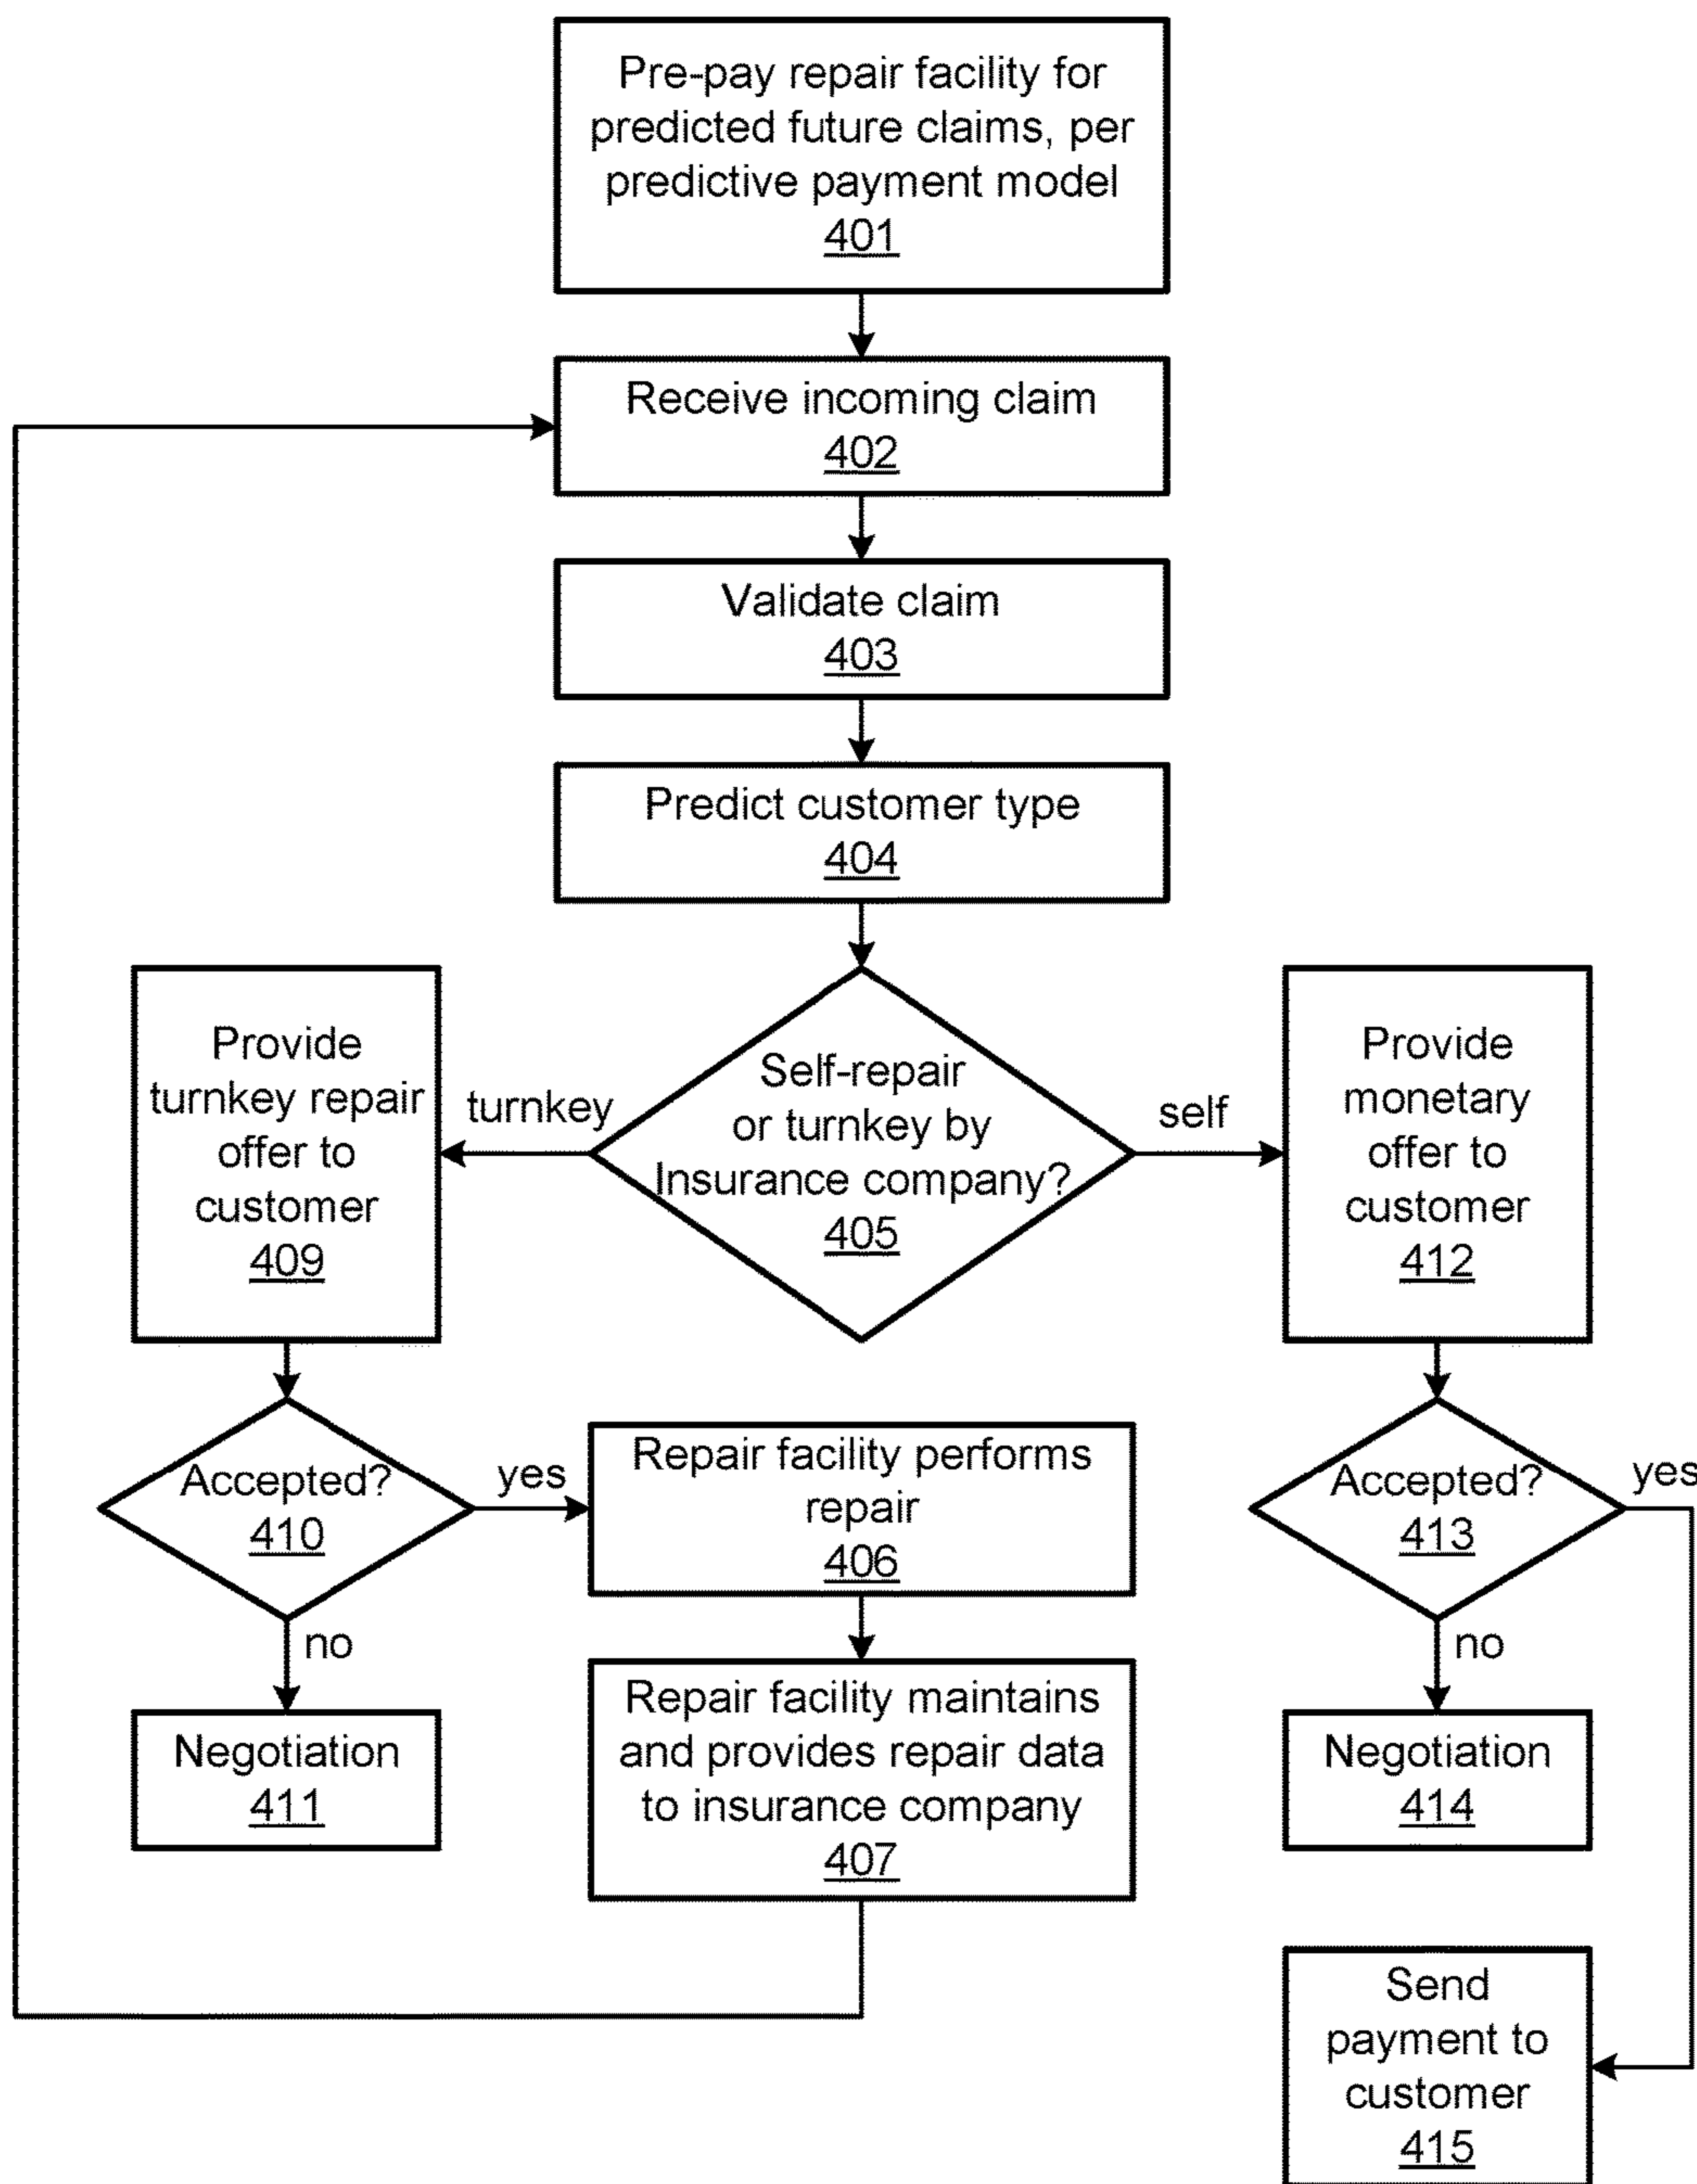 Pre-pay repair facility for
predicted future claims, per
predictive payment model
401
Receive incoming claim
402
Validate claim
403
Predict customer type
404
Self-repair
or turnkey by
Insurance company?
405
turnkey
self
Provide
turnkey repair
offer to
customer
409
Provide
monetary
offer to
customer
412
Accepted?
410
yes
no
Repair facility performs
repair
406
Accepted?
413
yes
no
Negotiation
411
Repair facility maintains
and provides repair data
to insurance company
407
Negotiation
414
Send
payment to
customer
415